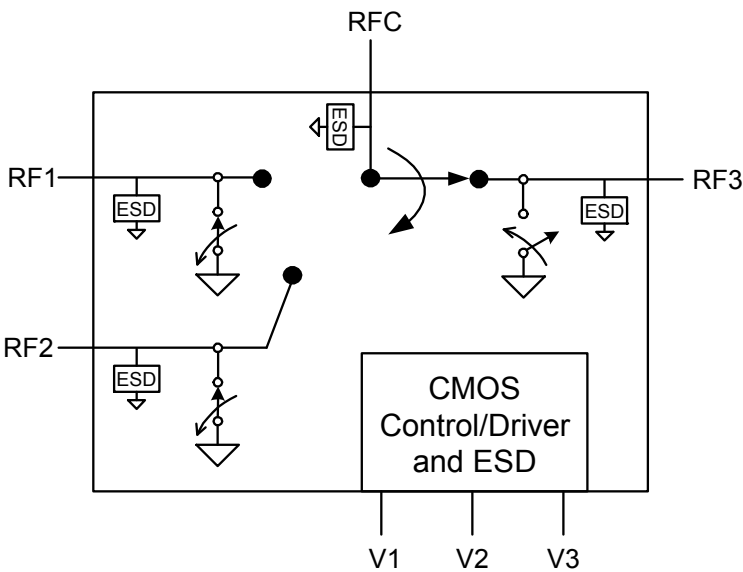 RFC
ESD
RF1
RF3
ESD
ESD
RF2
ESD
CMOS
Control/Driver
and ESD
V1 V2 V3